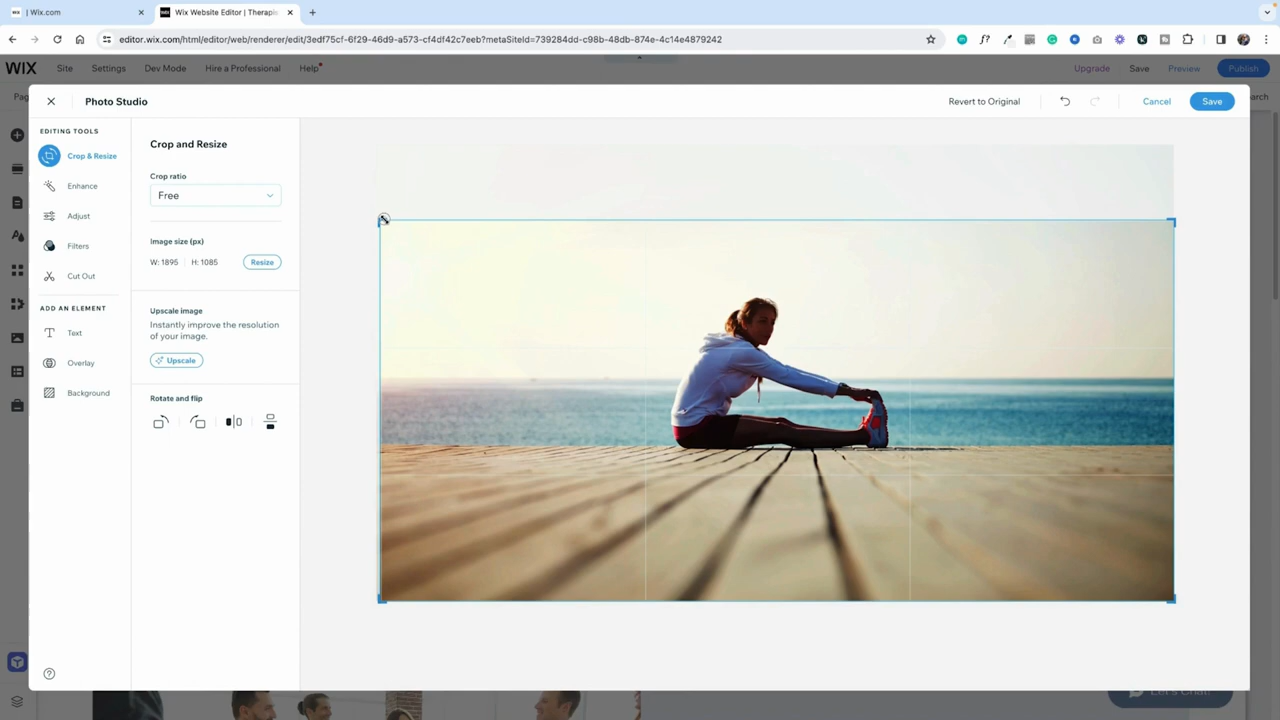 | Wix.com
Wix Website Editor | Therapis
editor.wix.com/html/editor/web/renderer/edit/3edf75cf-6f29-46d9-a573-cf4df42c7eeb?metaSiteId=739284dd-c98b-48db-874e-4c14e4879242
WIX
Site
Settings
Dev Mode
Hire a Professional
Help
Upgrade
Save
Preview
Publish
Pag
Photo Studio
Revert to Original
Cancel
Save
arch
EDITING TOOLS
Crop & Resize
Enhance
Adjust
Filters
Cut Out
ADD AN ELEMENT
Text
Overlay
Background
Crop and Resize
Crop ratio
Free
Image size (px)
W: 1895 | H: 1085
Resize
Upscale image
Instantly improve the resolution
of your image.
Upscale
Rotate and flip
Let's Chat!